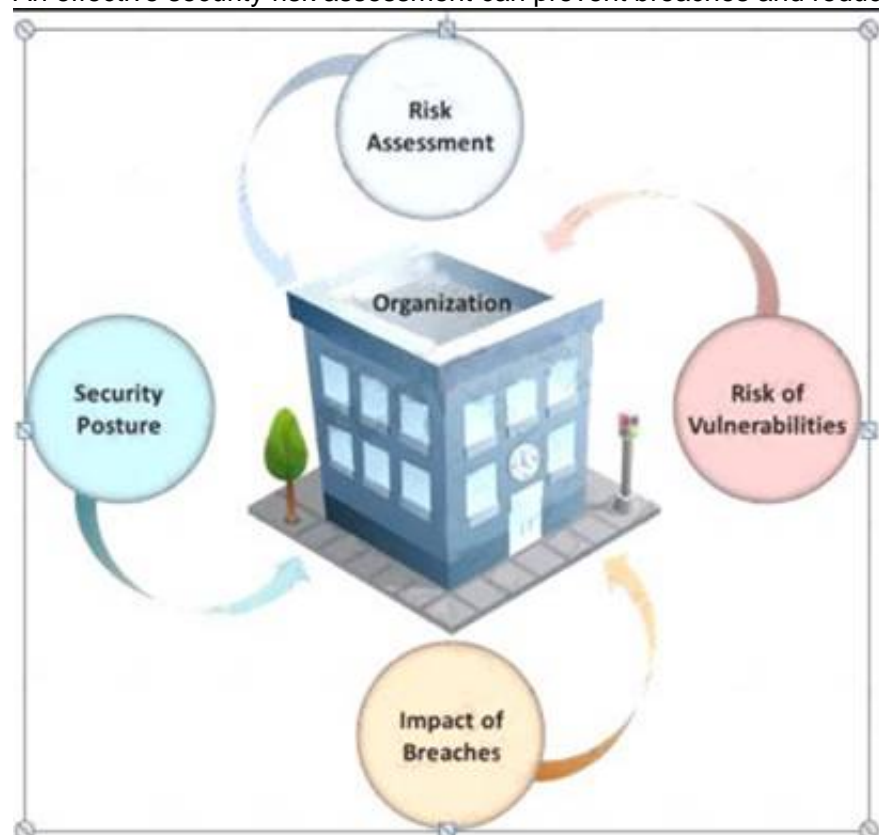 An effective security risk assessment can prevent breaches and reduc
Risk
Assessment
Organization
Security
Posture
Risk of
Vulnerabilities
Impact of
Breaches